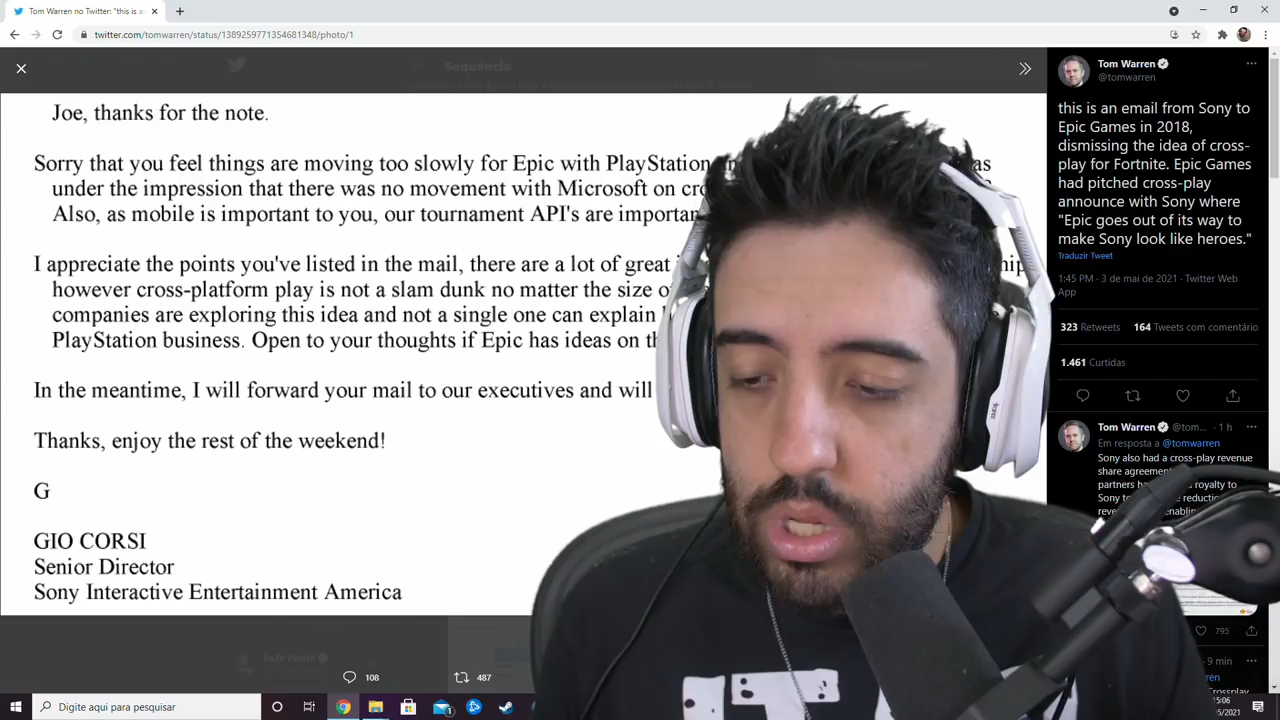 Tom Warren no Twitter: "this is a
twitter.com/tomwarren/status/1389259771354681348/photo/1
Sequência
Joe, thanks for the note.
Sorry that you feel things are moving too slowly for Epic with PlayStation
under the impression that there was no movement with Microsoft on
Also, as mobile is important to you, our tournament API's are
I appreciate the points you've listed in the mail, there are a lot of great
however cross-platform play is not a slam dunk no matter the size
companies are exploring this idea and not a single one can explain
PlayStation business. Open to your thoughts if Epic has ideas on
In the meantime, I will forward your mail to our executives and will
Thanks, enjoy the rest of the weekend!
G
GIO CORSI
Senior Director
Sony Interactive Entertainment America
108
487
Tom Warren
@tomwarren
this is an email from Sony to
Epic Games in 2018,
dismissing the idea of cross-
play for Fortnite. Epic Games
had pitched cross-play
announce with Sony where
"Epic goes out of its way to
make Sony look like heroes."
Traduzir Tweet
1:45 PM · 3 de mai de 2021 · Twitter Web
App
323 Retweets 164 Tweets com comentário
1.461 Curtidas
Tom Warren @tom... · 1 h
Em resposta a @tomwarren
Sony also had a cross-play revenue
share
partners royalty to
Sony
795
9 min
Digite aqui para pesquisar
15:06